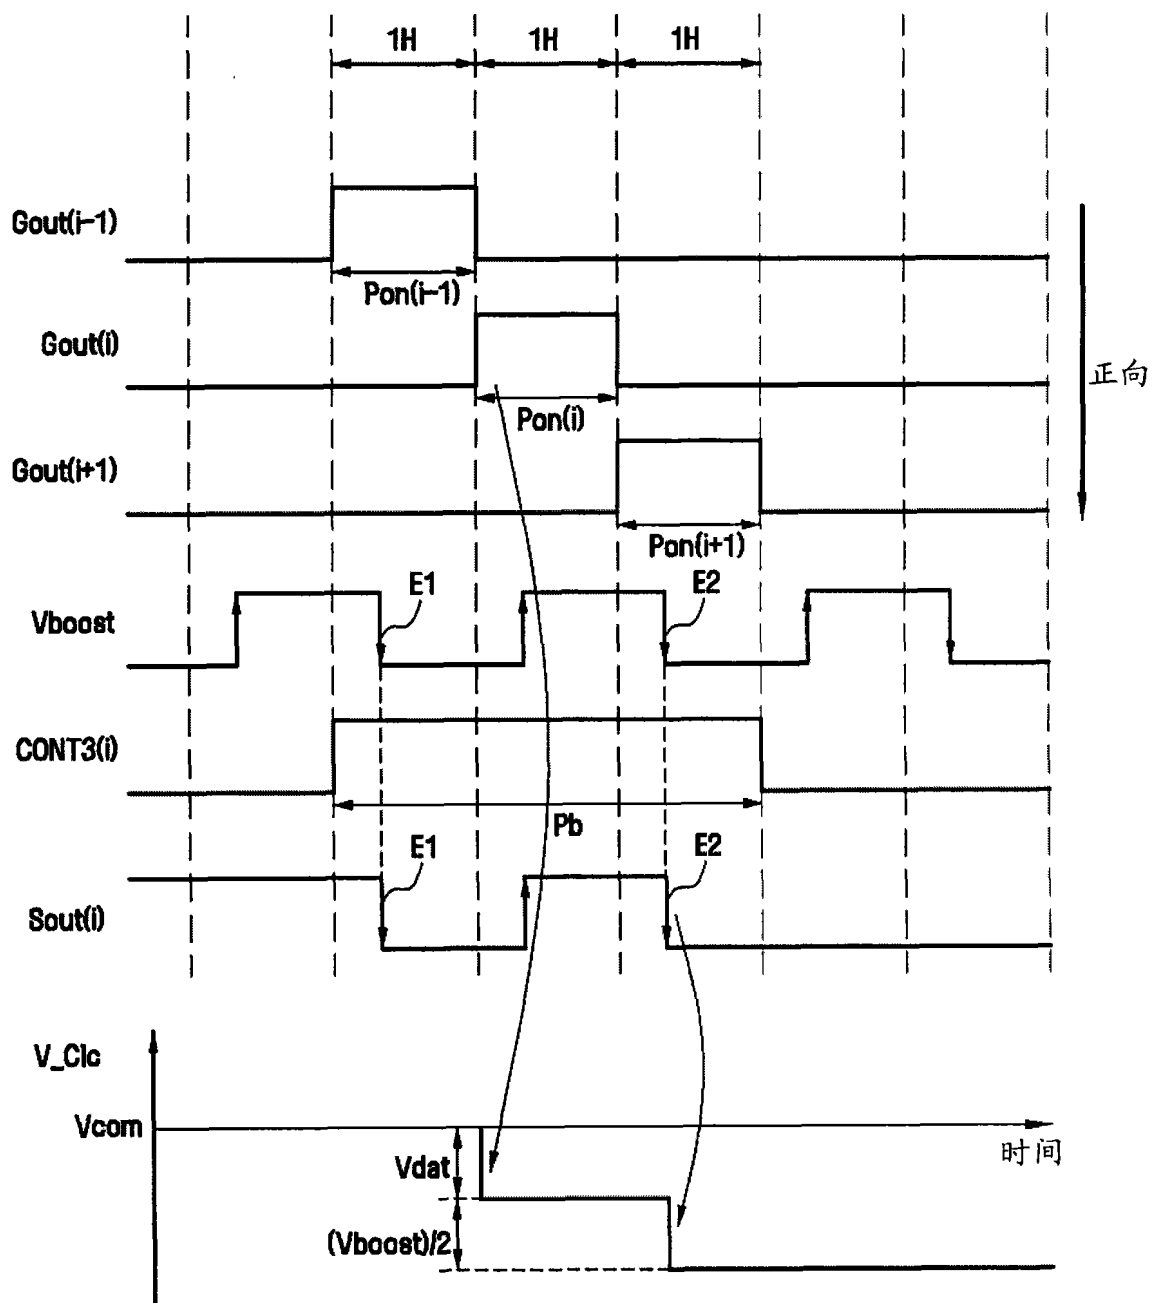 1H 1H 1H
Gout(i-1)
Pon(i-1)
Gout(i)
正向
Pon(i)
Gout(i+1)
Pon(i+1)
E1 E2
Vboost
CONT3(i)
Pb
E1 E2
Sout(i)
V_Clc
Vcom
时间
Vdat
(Vboost)/2